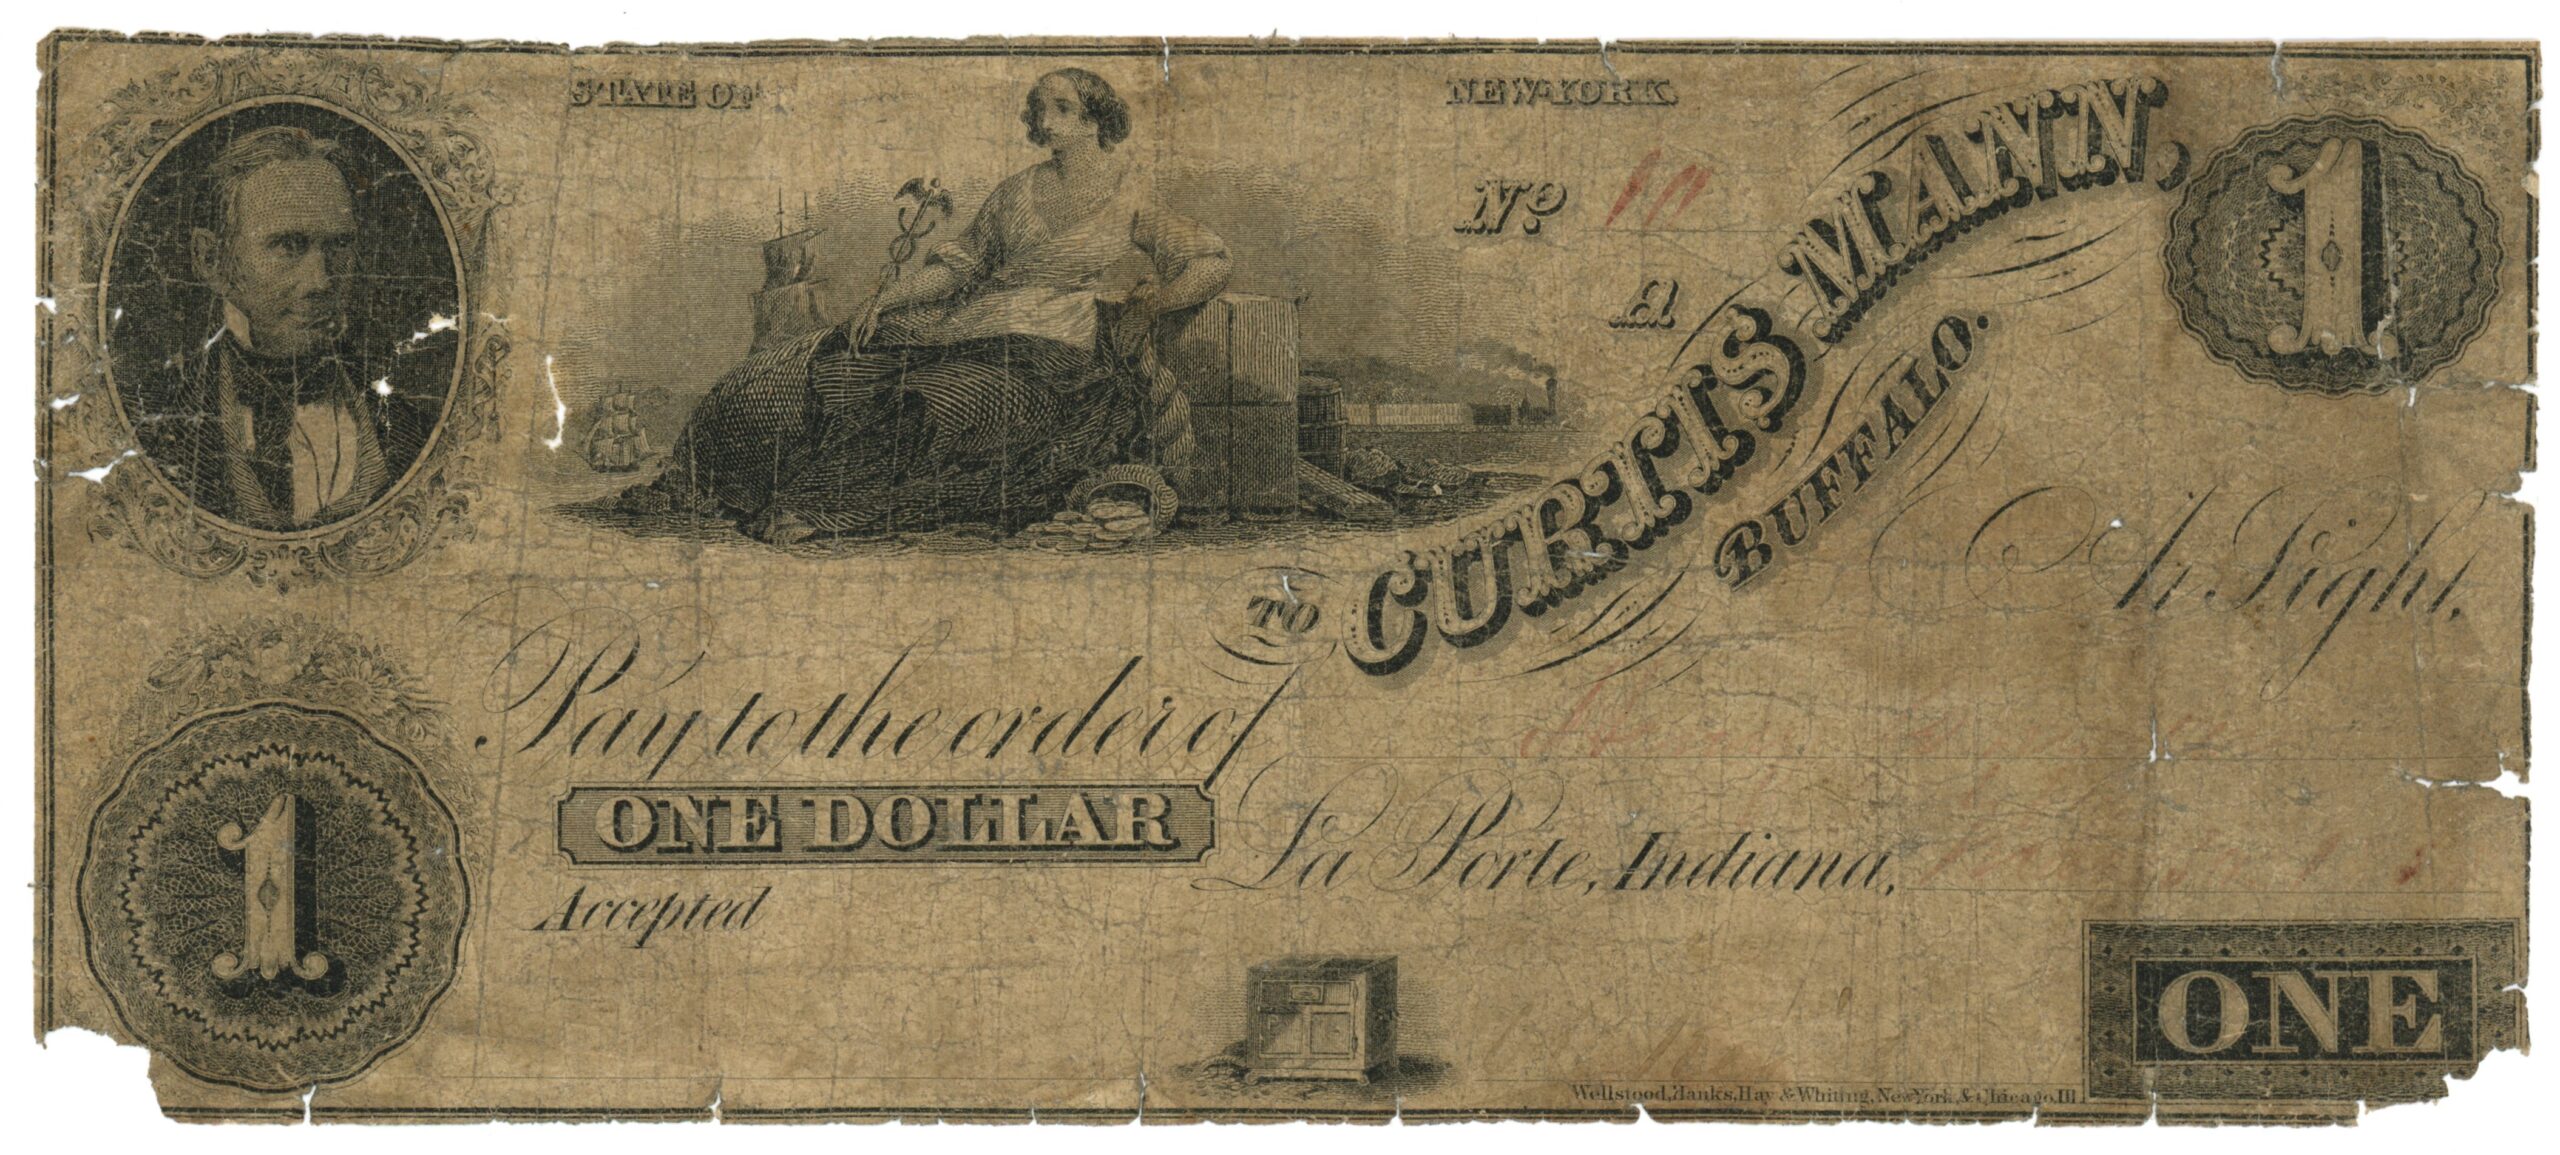 STATE OF NEW-YORK.
1
No
A
TO CURTIS MANN,
BUFFALO.
At Sight,
Pay to the order of
ONE DOLLAR
La Porte, Indiana,
Accepted
1
ONE
Wellstood, Hanks, Hay & Whiting, New York, & Chicago, Ill.